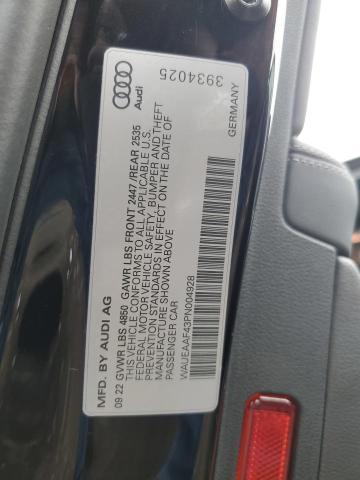 MFD. BY AUDI AG
09.22 GVWR LBS 4850 GAWR LBS FRONT 2447 /REAR 2535
THIS VEHICLE CONFORMS TO ALL APPLICABLE U.S.
FEDERAL MOTOR VEHICLE SAFETY, BUMPER AND THEFT
PREVENTION STANDARDS IN EFFECT ON THE DATE OF
MANUFACTURE SHOWN ABOVE
PASSENGER CAR
WAUEAAF43PN004928
Audi
3934025
GERMANY